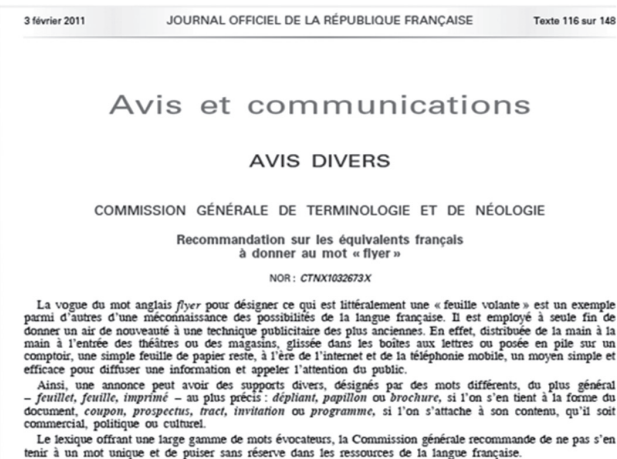 3 février 2011 JOURNAL OFFICIEL DE LA RÉPUBLIQUE FRANÇAISE Texte 116 sur 148
Avis et communications
AVIS DIVERS
COMMISSION GÉNÉRALE DE TERMINOLOGIE ET DE NÉOLOGIE
Recommandation sur les équivalents français
à donner au mot « flyer »
NOR : CTNX1032673X
La vogue du mot anglais flyer pour désigner ce qui est littéralement une « feuille volante » est un exemple
parmi d'autres d'une méconnaissance des possibilités de la langue française. Il est employé à seule fin de
donner un air de nouveauté à une technique publicitaire des plus anciennes. En effet, distribuée de la main à la
main à l'entrée des théâtres ou des magasins, glissée dans les boîtes aux lettres ou posée en pile sur un
comptoir, une simple feuille de papier reste, à l'ère de l'internet et de la téléphonie mobile, un moyen simple et
efficace pour diffuser une information et appeler l'attention du public.
Ainsi, une annonce peut avoir des supports divers, désignés par des mots différents, du plus général
– feuillet, feuille, imprimé – au plus précis : dépliant, papillon ou brochure, si l'on s'en tient à la forme du
document, coupon, prospectus, tract, invitation ou programme, si l'on s'attache à son contenu, qu'il soit
commercial, politique ou culturel.
Le lexique offrant une large gamme de mots évocateurs, la Commission générale recommande de ne pas s'en
tenir à un mot unique et de puiser sans réserve dans les ressources de la langue française.